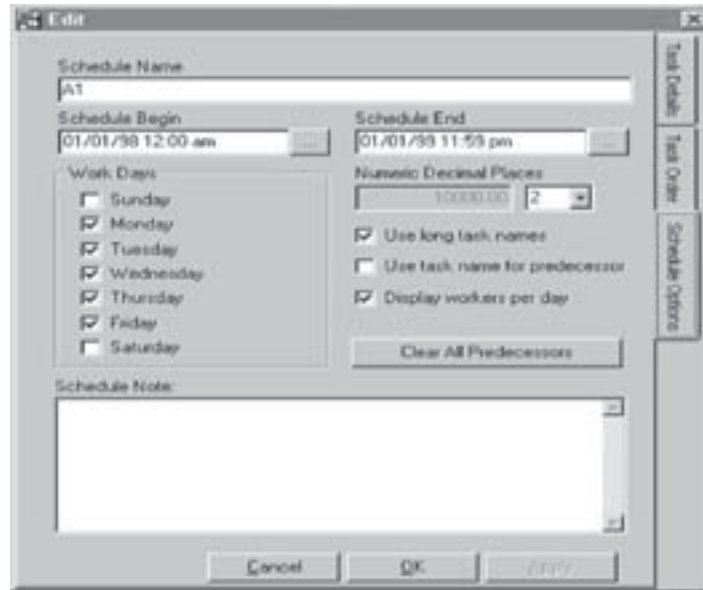 Edit
Schedule Name
A1
Schedule Begin
01/01/98 12:00 am
...
Schedule End
01/01/99 11:59 pm
...
Work Days
Sunday
Monday
Tuesday
Wednesday
Thursday
Friday
Saturday
Numeric Decimal Places
10000.00
2
Use long task names
Use task name for predecessor
Display workers per day
Clear All Predecessors
Schedule Note:
Cancel
OK
Apply
Task Details
Task Order
Schedule Options